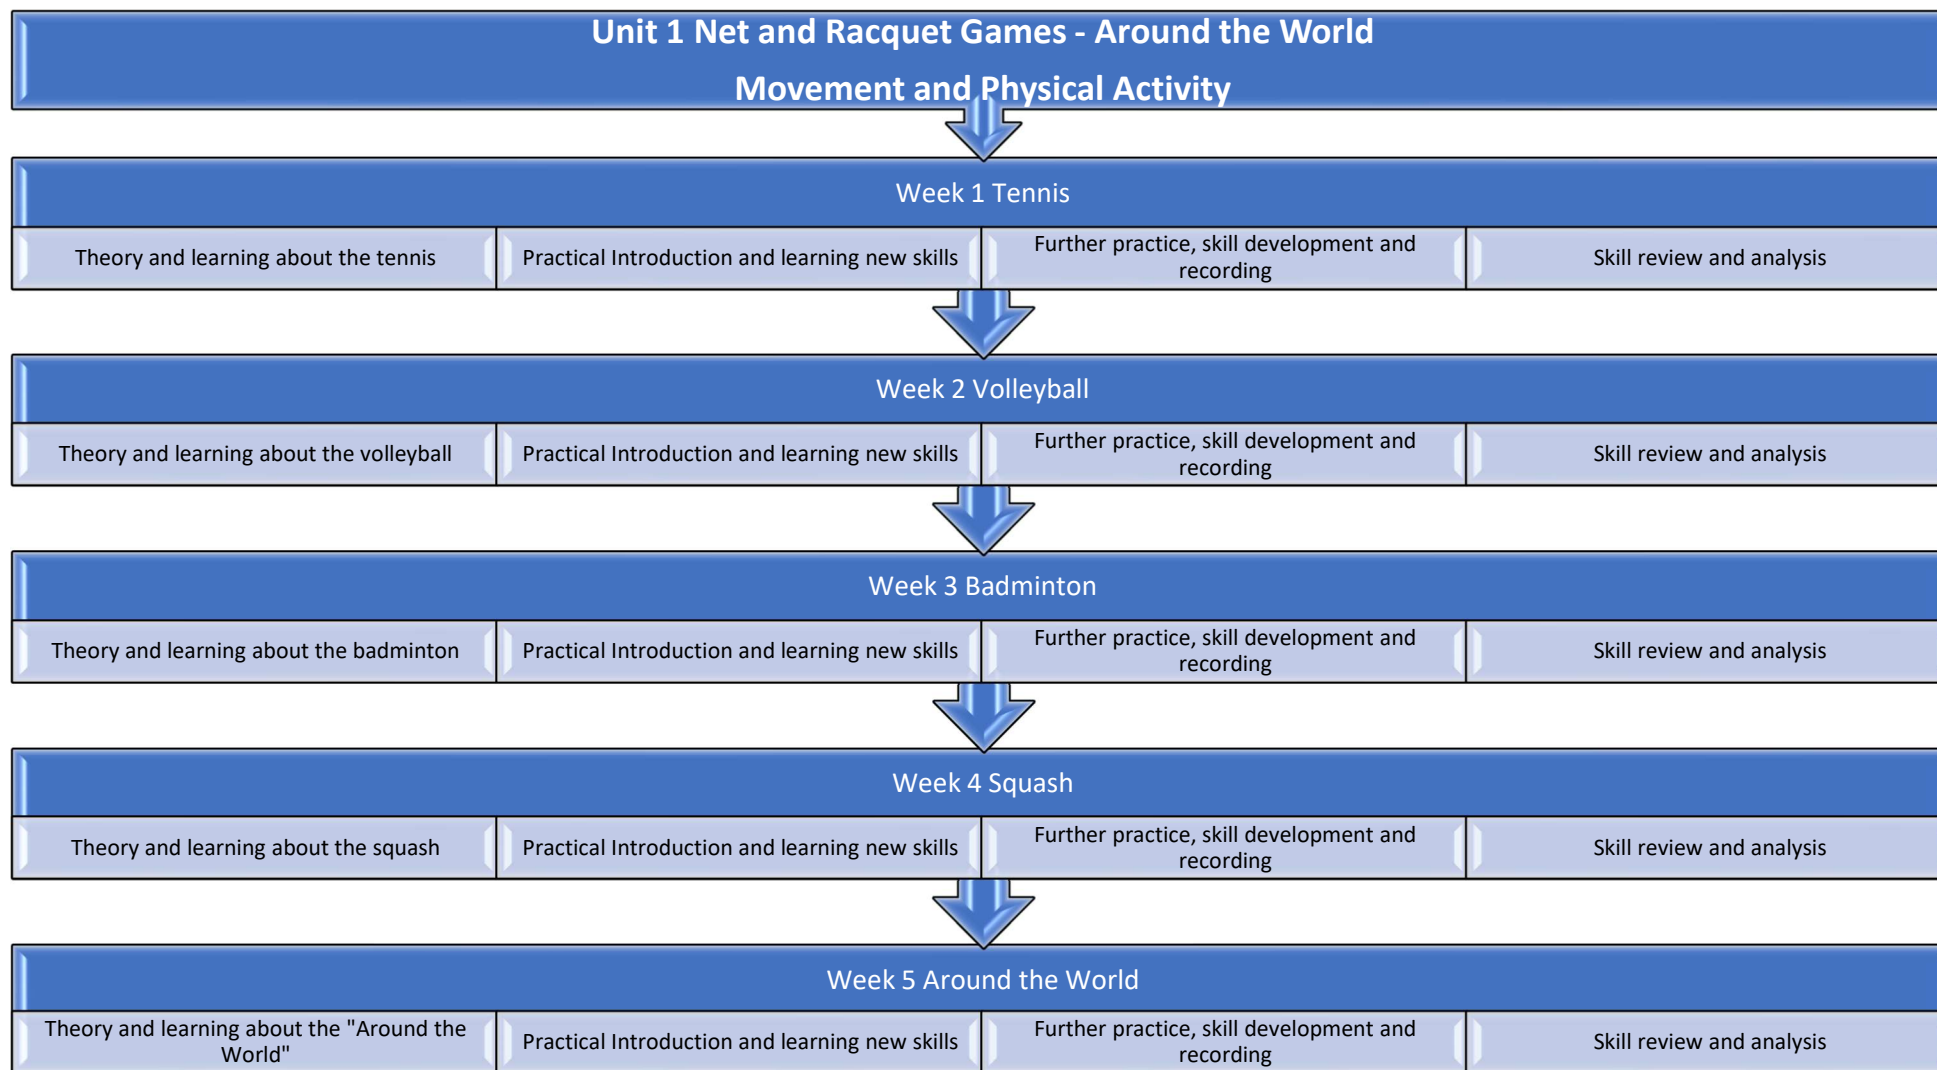 Unit 1 Net and Racquet Games - Around the World
Movement and Physical Activity
Week 1 Tennis
Theory and learning about the tennis
Practical Introduction and learning new skills
Further practice, skill development and
recording
Skill review and analysis
Week 2 Volleyball
Theory and learning about the volleyball
Practical Introduction and learning new skills
Further practice, skill development and
recording
Skill review and analysis
Week 3 Badminton
Theory and learning about the badminton
Practical Introduction and learning new skills
Further practice, skill development and
recording
Skill review and analysis
Week 4 Squash
Theory and learning about the squash
Practical Introduction and learning new skills
Further practice, skill development and
recording
Skill review and analysis
Week 5 Around the World
Theory and learning about the "Around the
World"
Practical Introduction and learning new skills
Further practice, skill development and
recording
Skill review and analysis